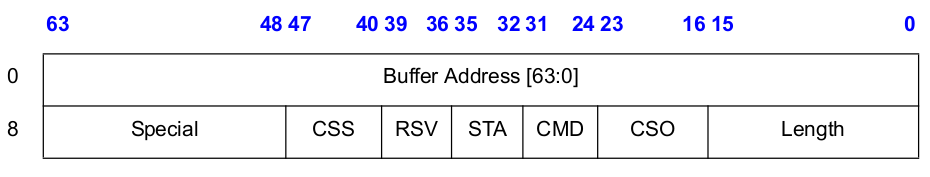 63 48 47 40 39 36 35 32 31 24 23 16 15 0
0 Buffer Address [63:0]
8 Special CSS RSV STA CMD CSO Length